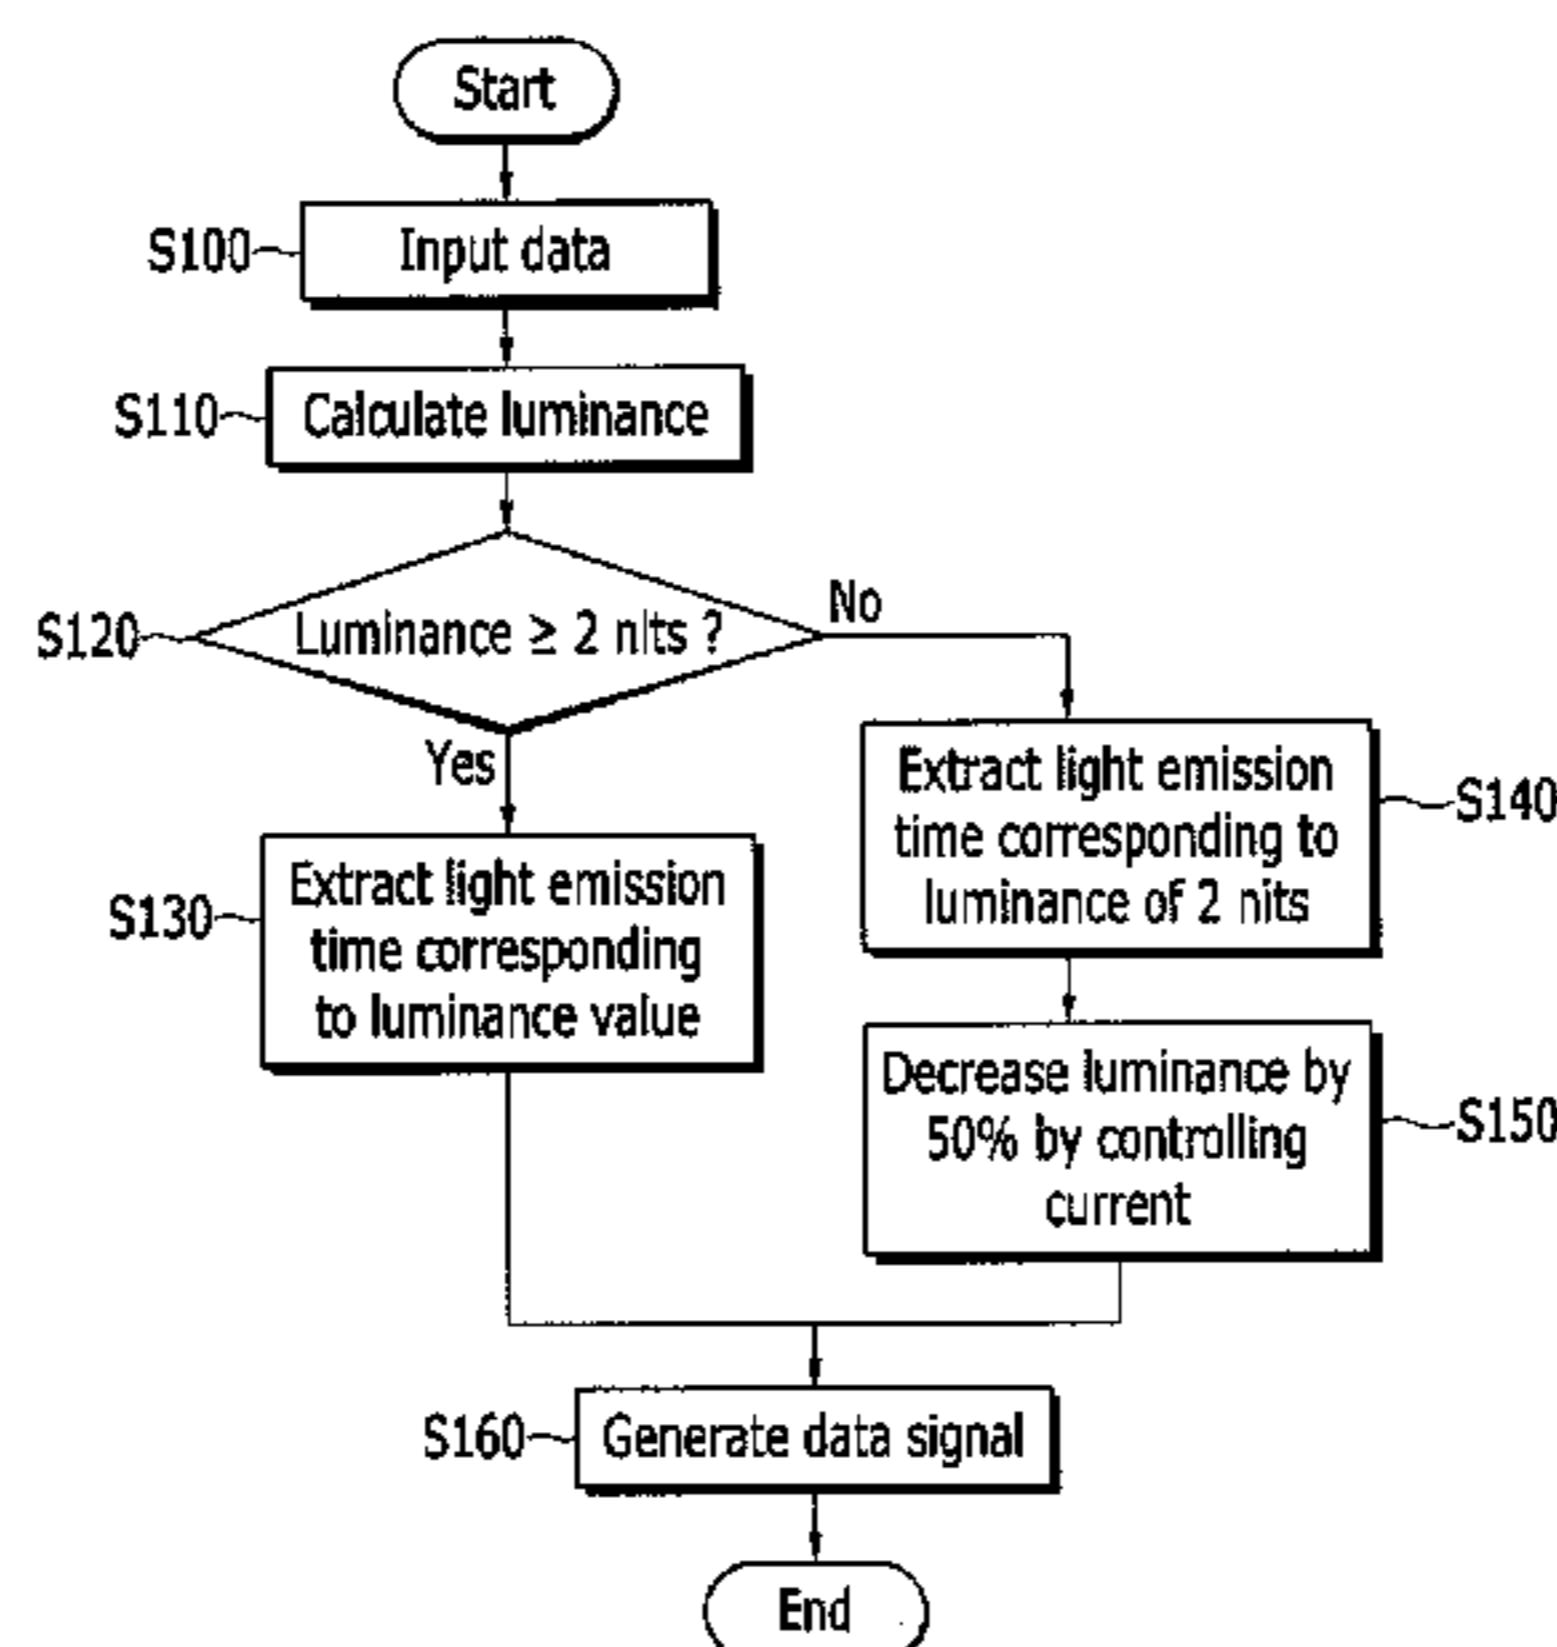 Start
S100
Input data
S110
Calculate luminance
S120
Luminance ≥ 2 nits ?
No
Yes
S130
Extract light emission
time corresponding
to luminance value
Extract light emission
time corresponding to
luminance of 2 nits
S140
Decrease luminance by
50% by controlling
current
S150
S160
Generate data signal
End